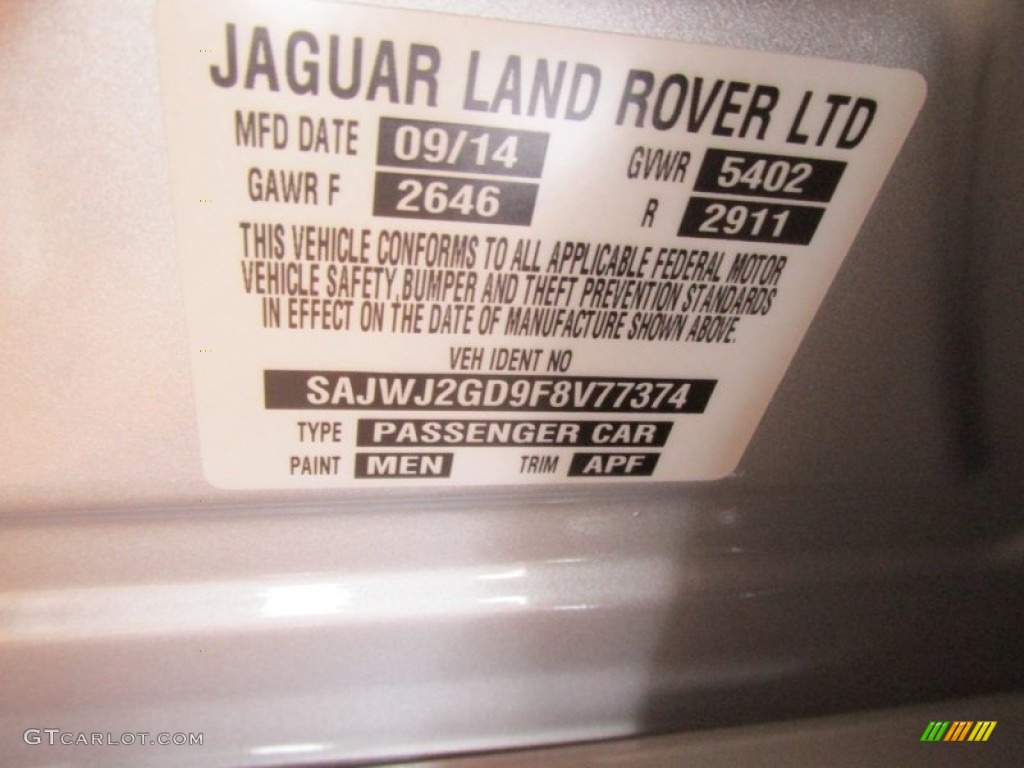 JAGUAR LAND ROVER LTD
MFD DATE 09/14 GVWR 5402
GAWR F 2646 R 2911
THIS VEHICLE CONFORMS TO ALL APPLICABLE FEDERAL MOTOR
VEHICLE SAFETY, BUMPER AND THEFT PREVENTION STANDARDS
IN EFFECT ON THE DATE OF MANUFACTURE SHOWN ABOVE.
VEH IDENT NO
SAJWJ2GD9F8V77374
TYPE PASSENGER CAR
PAINT MEN TRIM APF
GTCARLOT.COM